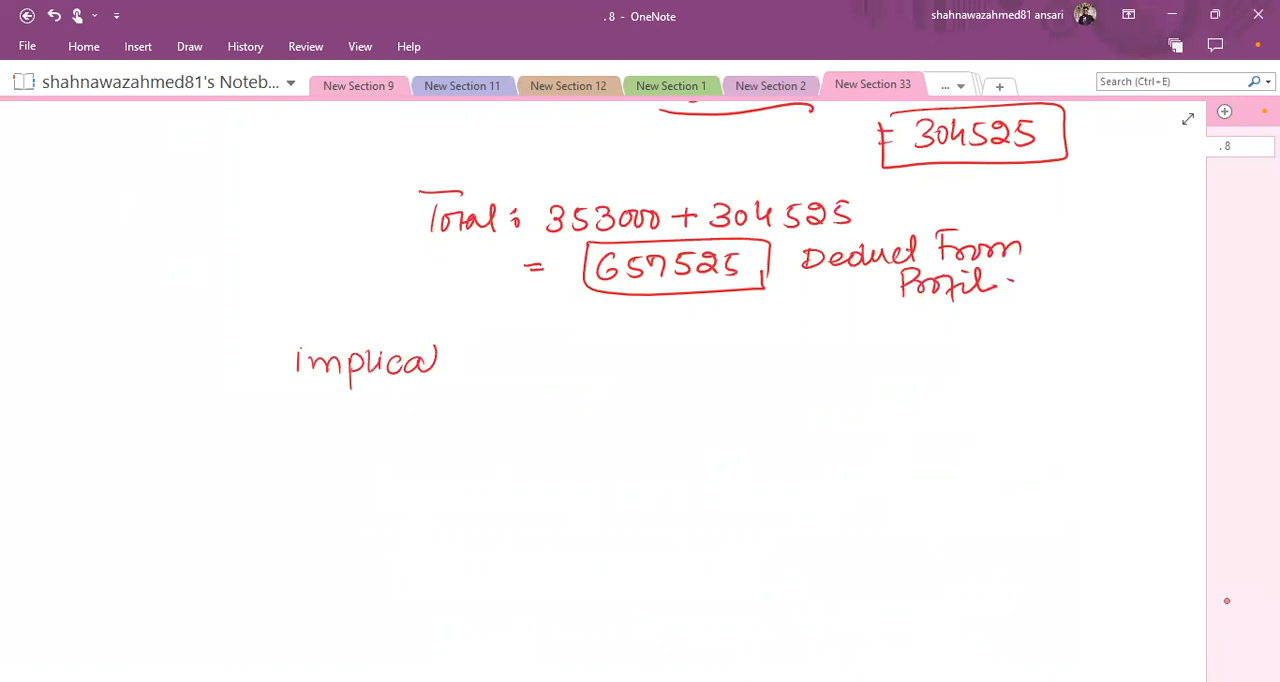 . 8 - OneNote
shahnawazahmed81 ansari
File Home Insert Draw History Review View Help
shahnawazahmed81's Noteb...
New Section 9 New Section 11 New Section 12 New Section 1 New Section 2 New Section 33 ...
Search (Ctrl+E)
. 8
= 304525
Total : 353000 + 304525
= 657525 Deduct From
Profit.
implica